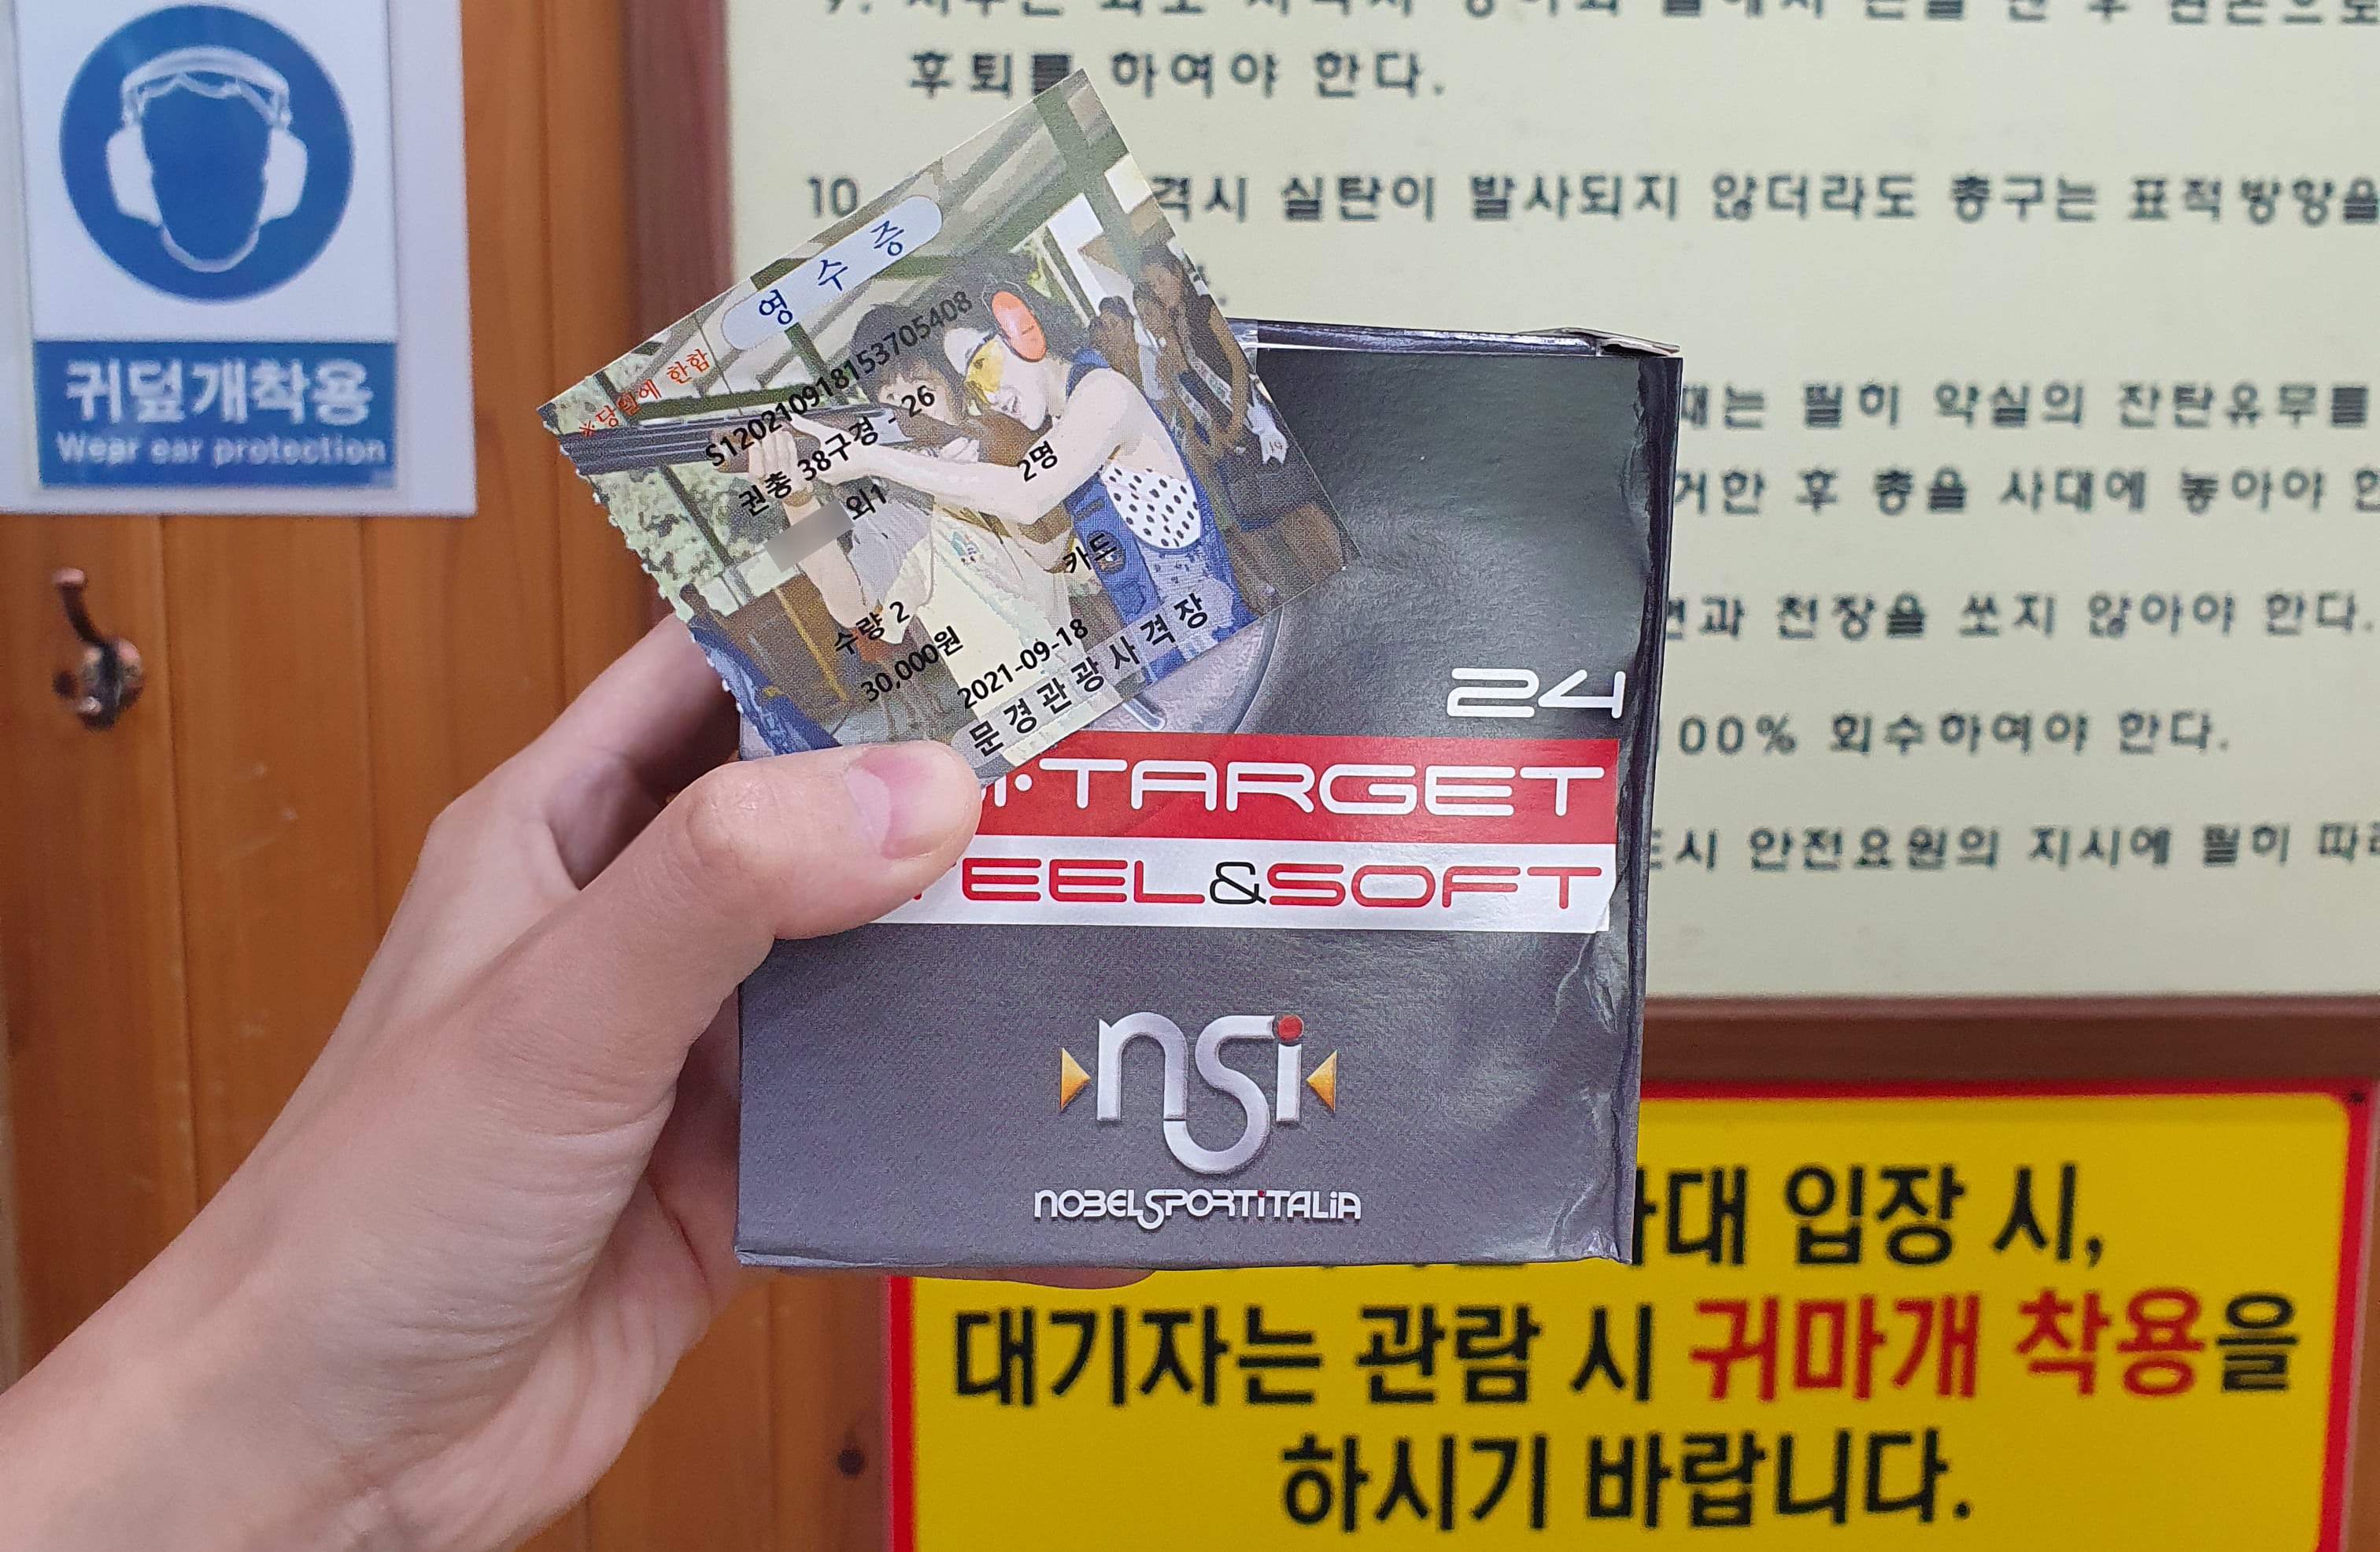 귀덮개착용
Wear ear protection
후퇴를 하여야 한다.
10
격시 실탄이 발사되지 않더라도 총구는 표적방향을
때는 필히 약실의 잔탄유무를
거한 후 총을 사대에 놓아야
과 천장을 쏘지 않아야 한다.
00% 회수하여야 한다.
시 안전요원의 지시에 필히
영 수 증
※당일에 한함
S120210918153705408
권총 38구경 - 26
2명
외1
카드
수량 2
30,000원
2021-09-18
문경관광사격장
24
TARGET
EEL&SOFT
nsi
NOBELSPORTITALIA
대 입장 시,
대기자는 관람 시 귀마개 착용을
하시기 바랍니다.